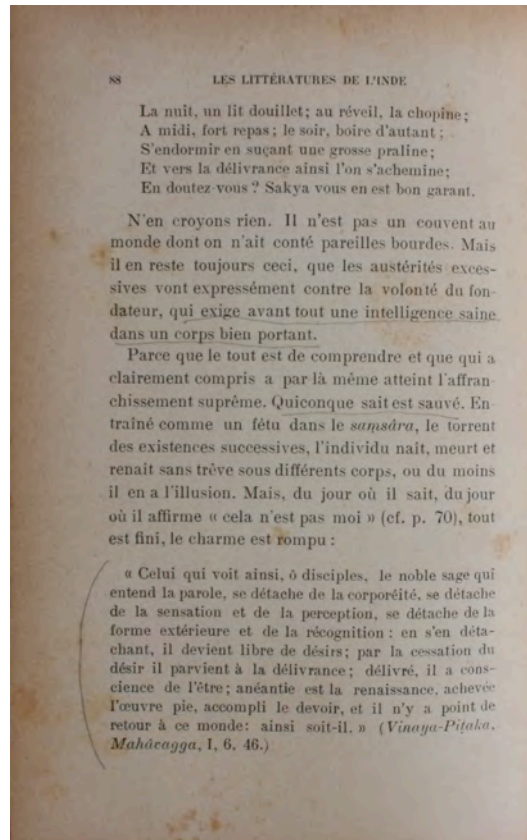 88 LES LITTÉRATURES DE L'INDE
La nuit, un lit douillet; au réveil, la chopine;
A midi, fort repas; le soir, boire d'autant;
S'endormir en suçant une grosse praline;
Et vers la délivrance ainsi l'on s'achemine;
En doutez-vous? Sakya vous en est bon garant.
N'en croyons rien. Il n'est pas un couvent au
monde dont on n'ait conté pareilles bourdes. Mais
il en reste toujours ceci, que les austérités exces-
sives vont expressément contre la volonté du fon-
dateur, qui exige avant tout une intelligence saine
dans un corps bien portant.
Parce que le tout est de comprendre et que qui a
clairement compris a par là même atteint l'affran
chissement suprême. Quiconque sait est sauvé. En
traîné comme un fétu dans le saṃsâra, le torrent
des existences successives, l'individu naît, meurt et
renaît sans trêve sous différents corps, ou du moins
il en a l'illusion. Mais, du jour où il sait, du jour
où il affirme « cela n'est pas moi » (cf. p. 70), tout
est fini, le charme est rompu :
« Celui qui voit ainsi, ô disciples, le noble sage qui
entend la parole, se détache de la corporéité, se détache
de la sensation et de la perception, se détache de la
forme extérieure et de la récognition : en s'en déta-
chant, il devient libre de désirs; par la cessation du
désir il parvient à la délivrance; délivré, il a cons-
cience de l'être; anéantie est la renaissance, achevée
l'œuvre pie, accompli le devoir, et il n'y a point de
retour à ce monde: ainsi soit-il. » (Vinaya-Piṭaka,
Mahâvagga, I, 6, 46.)